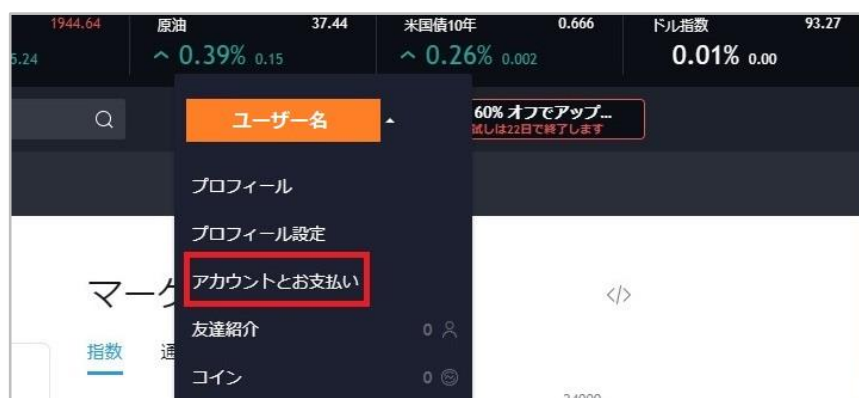 1944.64
5.24
原油 37.44
0.39% 0.15
米国債10年 0.666
0.26% 0.002
ドル指数 93.27
0.01% 0.00
ユーザー名
60% オフでアップ...
試しは22日で終了します
プロフィール
プロフィール設定
アカウントとお支払い
友達紹介 0
コイン 0
マーケ
</>
指数 通